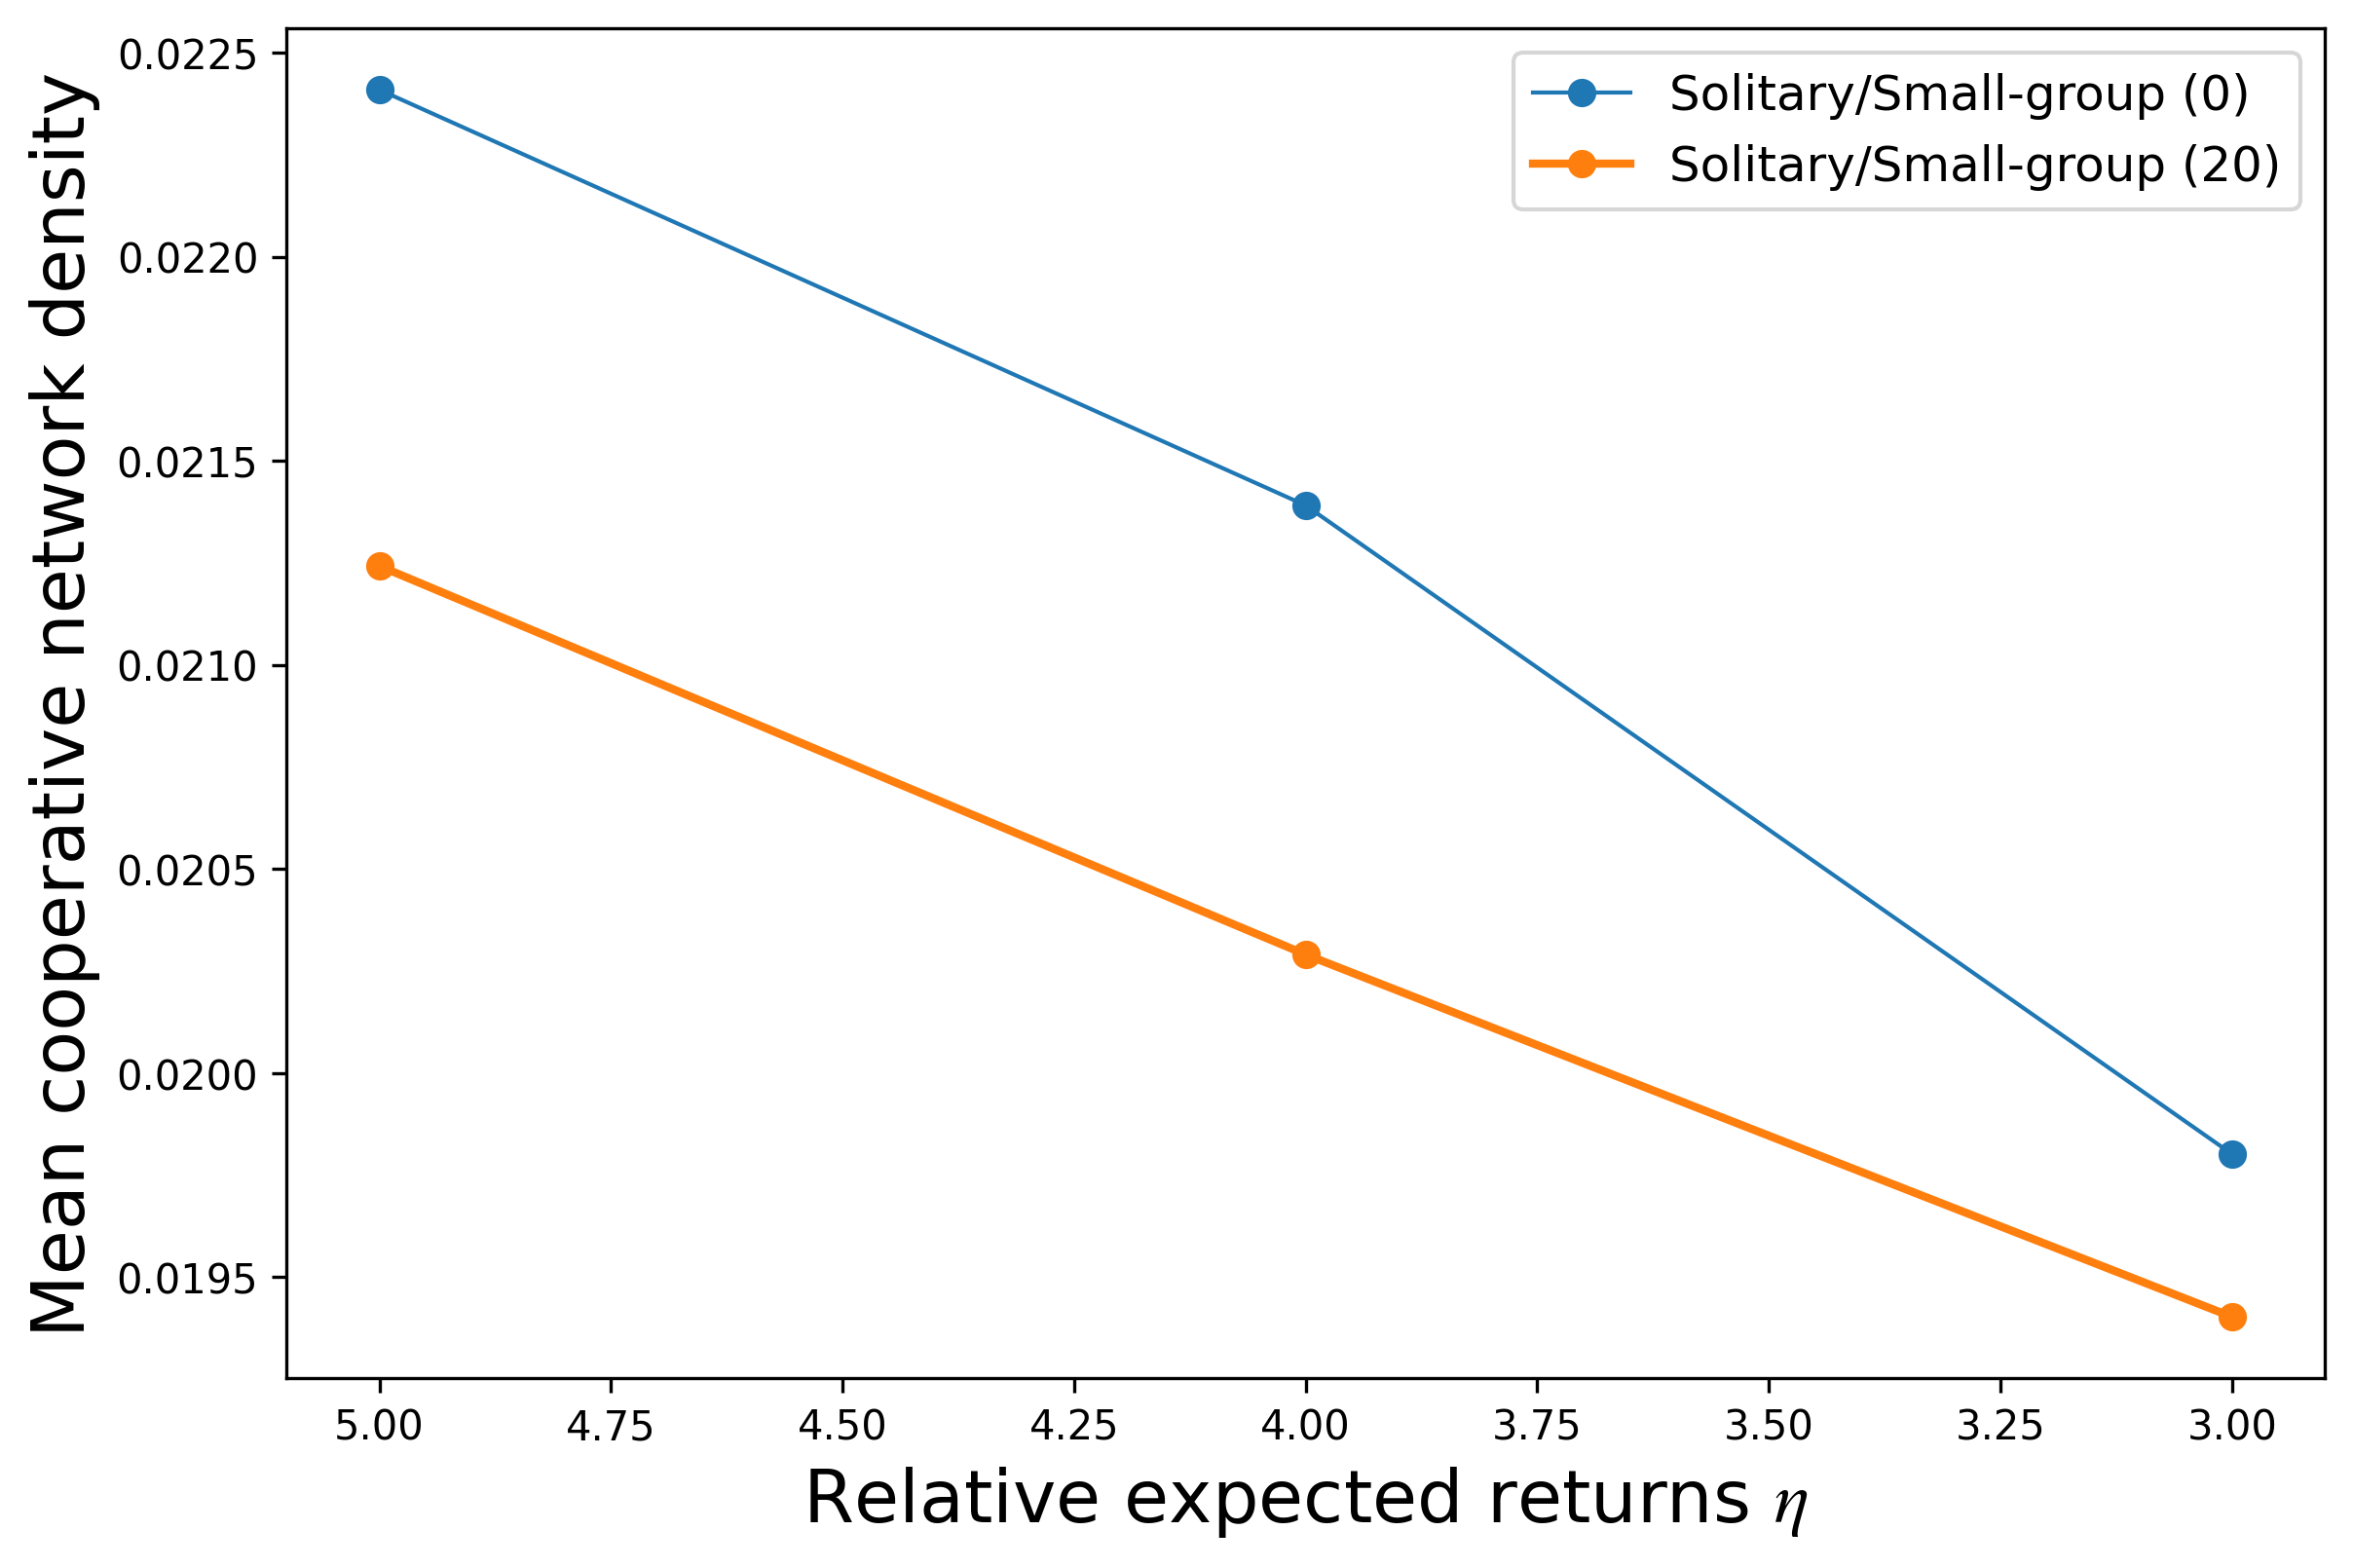 Mean cooperative network density
0.0225
0.0220
0.0215
0.0210
0.0205
0.0200
0.0195
Solitary/Small-group (0)
Solitary/Small-group (20)
5.00 4.75 4.50 4.25 4.00 3.75 3.50 3.25 3.00
Relative expected returns η